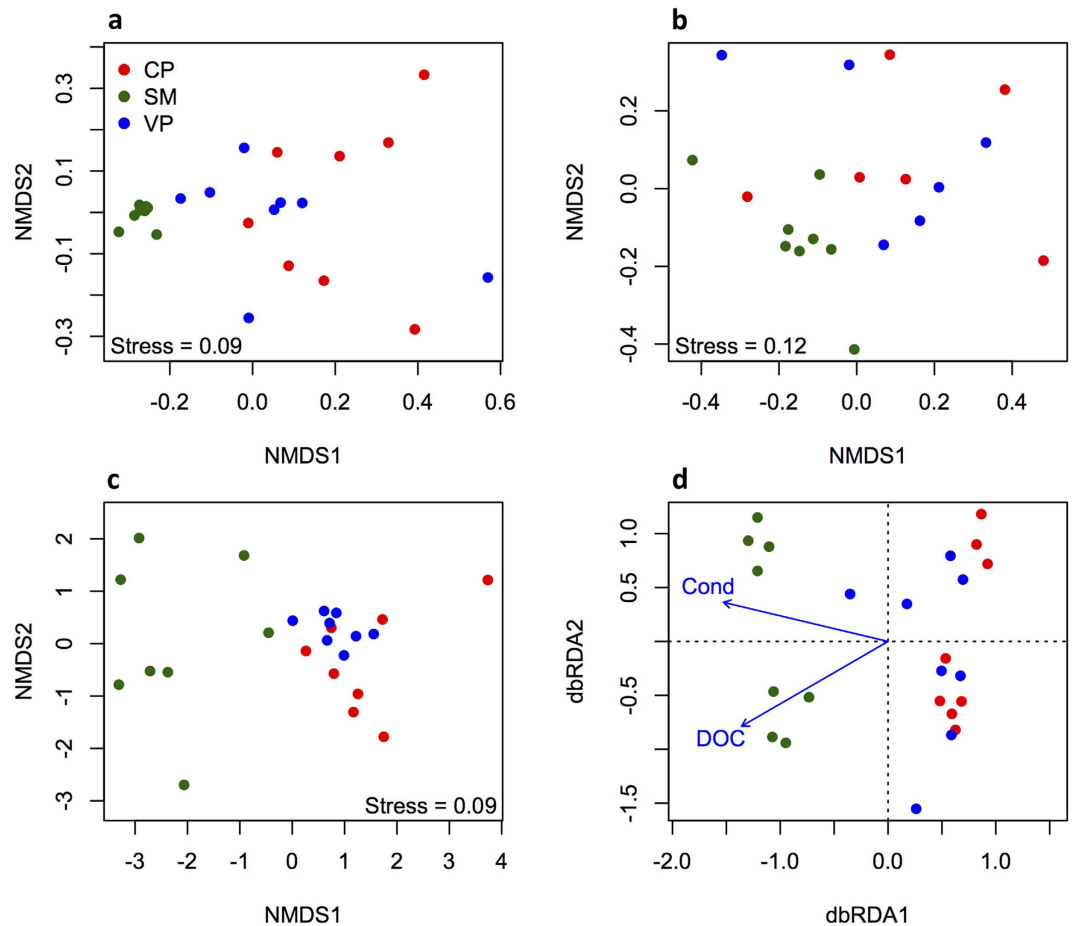 a
CP
SM
VP
0.3
0.1
-0.1
-0.3
NMDS2
Stress = 0.09
-0.2
0.0
0.2
0.4
0.6
NMDS1
b
0.2
0.0
-0.2
-0.4
NMDS2
Stress = 0.12
-0.4
-0.2
0.0
0.2
0.4
NMDS1
c
2
1
0
-1
-2
-3
NMDS2
Stress = 0.09
-3
-2
-1
0
1
2
3
4
NMDS1
d
1.0
0.5
-0.5
-1.5
dbRDA2
Cond
DOC
-2.0
-1.0
0.0
1.0
dbRDA1